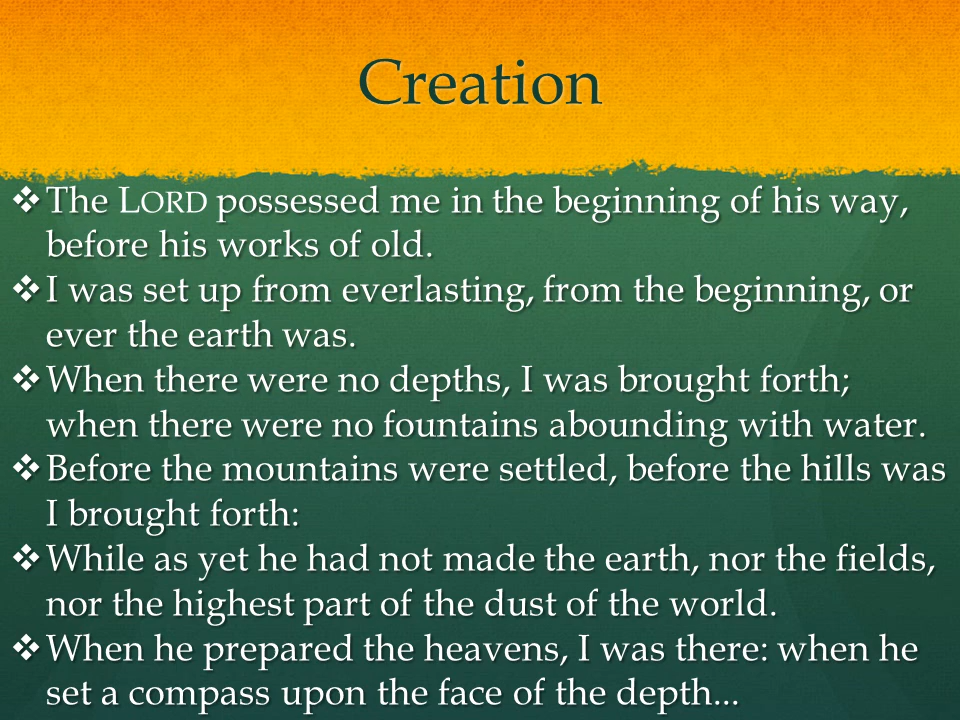 Creation
❖The LORD possessed me in the beginning of his way,
before his works of old.
❖I was set up from everlasting, from the beginning, or
ever the earth was.
❖When there were no depths, I was brought forth;
when there were no fountains abounding with water.
❖Before the mountains were settled, before the hills was
I brought forth:
❖While as yet he had not made the earth, nor the fields,
nor the highest part of the dust of the world.
❖When he prepared the heavens, I was there: when he
set a compass upon the face of the depth...